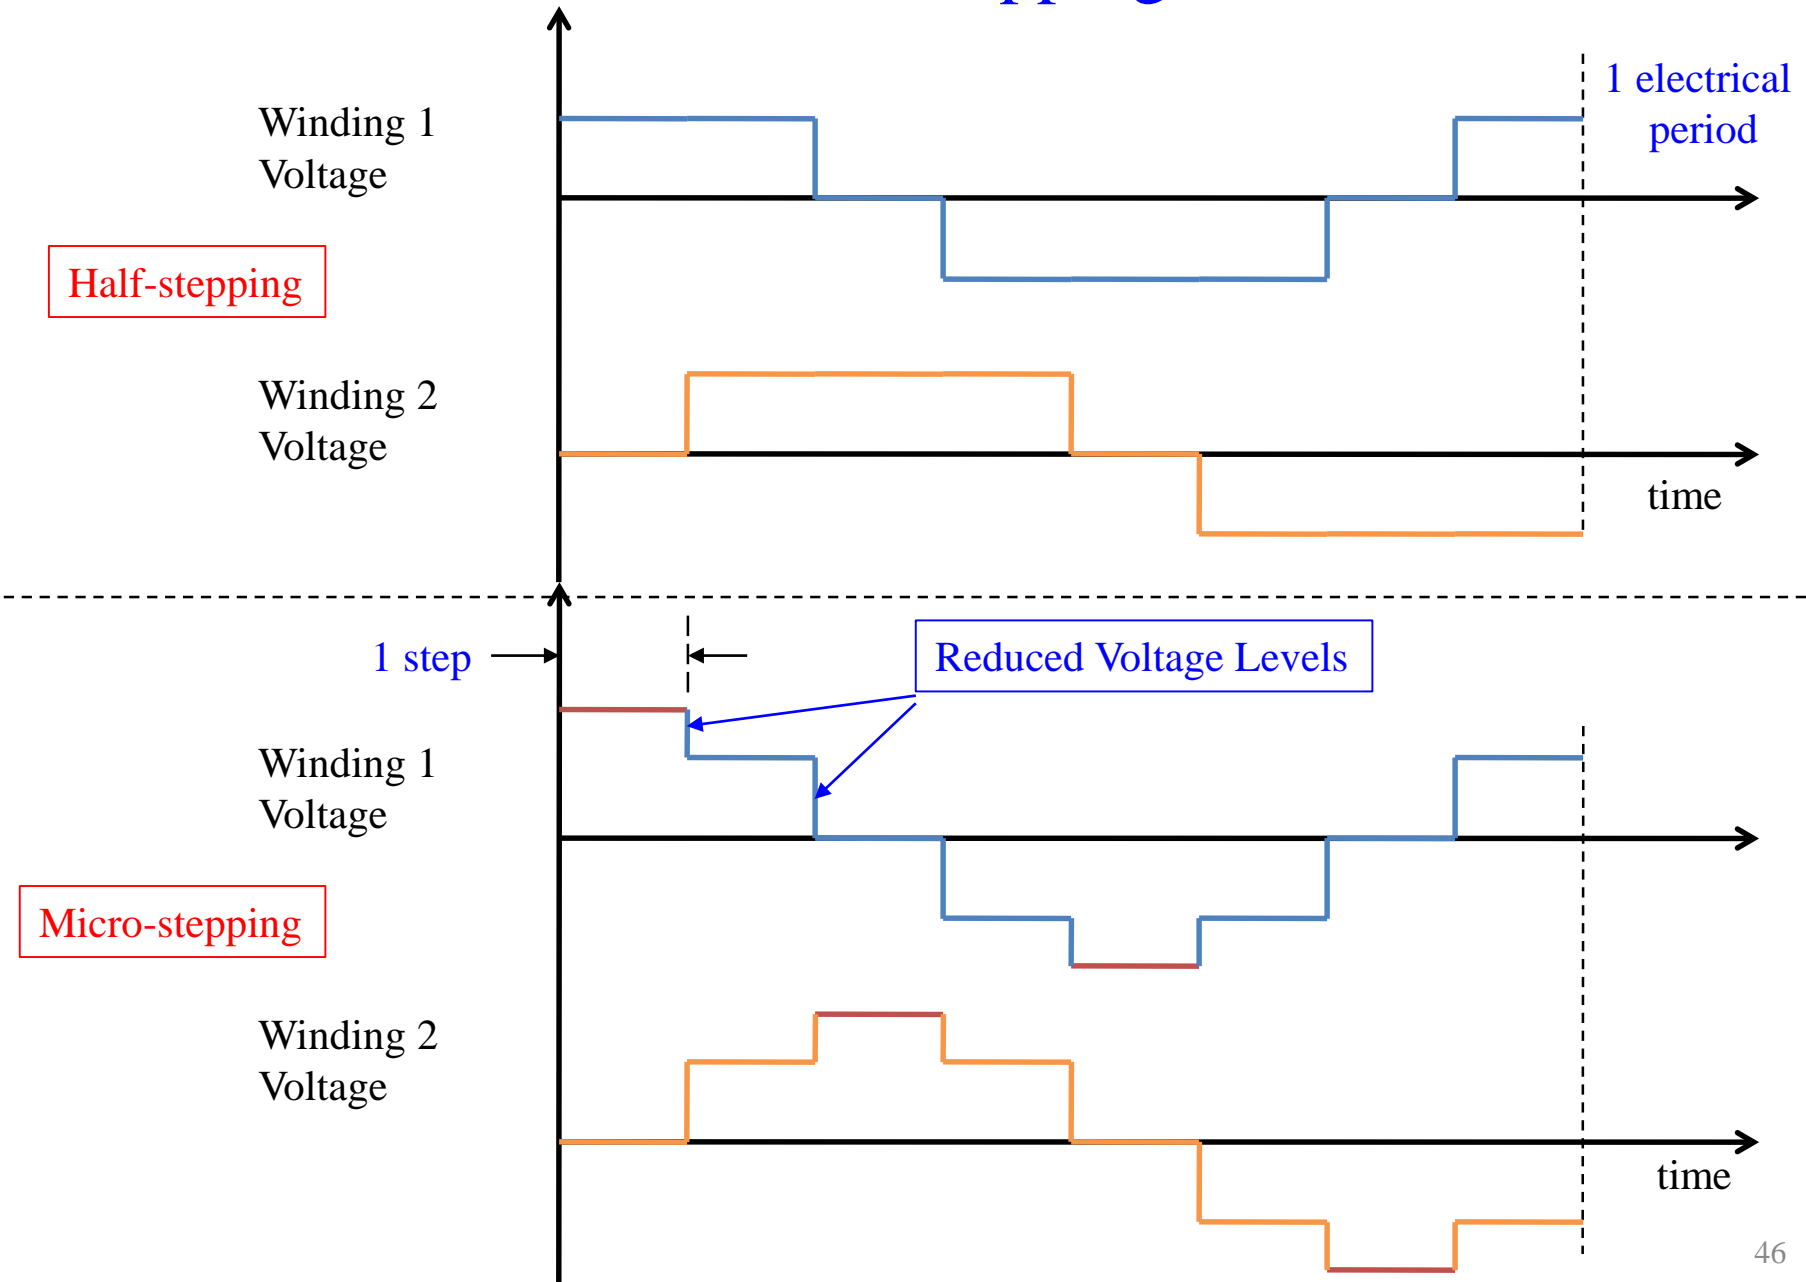 Winding 1
Voltage
1 electrical
period
Half-stepping
Winding 2
Voltage
time
1 step
Reduced Voltage Levels
Winding 1
Voltage
Micro-stepping
Winding 2
Voltage
time
46